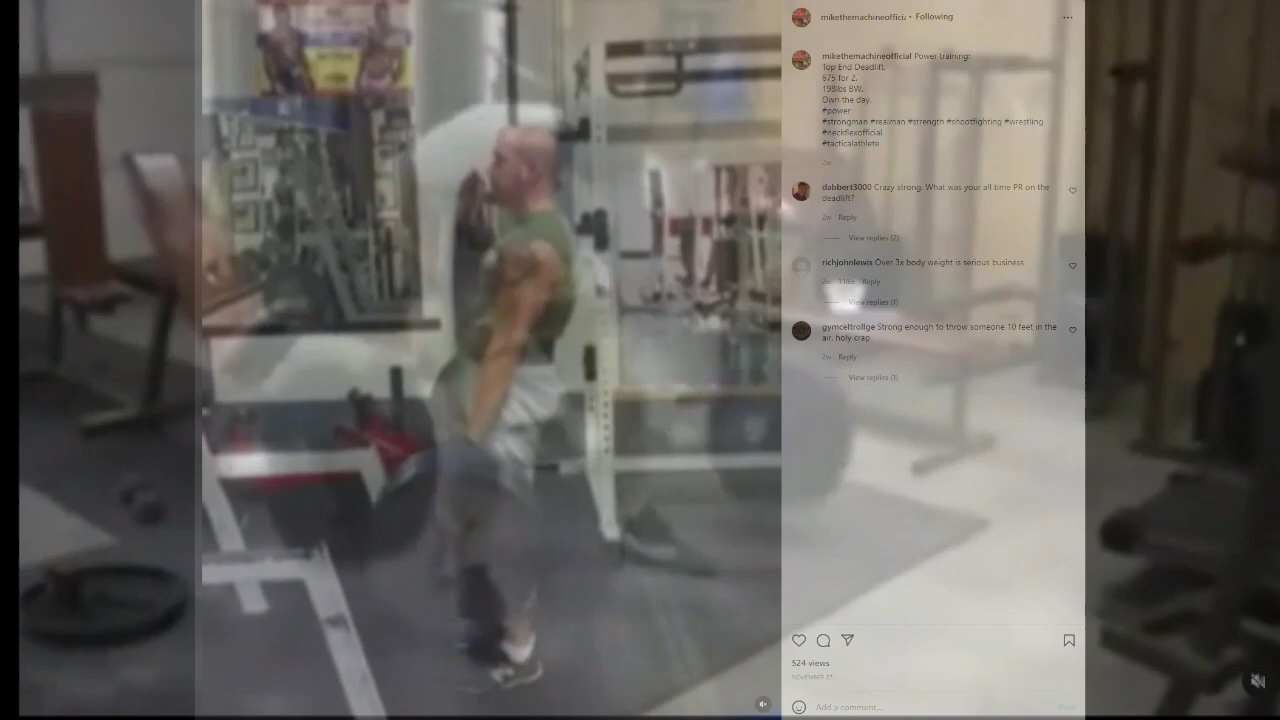 mikethemachineofficia • Following
mikethemachineofficial Power training:
Top End Deadlift.
675 for 2.
198lbs BW.
Own the day.
#power
#strongman #realman #strength #shootfighting #wrestling
#neckflexofficial
#tacticalathlete
2w
dabbert3000 Crazy strong. What was your all time PR on the
deadlift?
2w Reply
View replies (2)
richjohnlewis Over 3x body weight is serious business
2w 1 like Reply
View replies (1)
gymceltrollge Strong enough to throw someone 10 feet in the
air, holy crap
2w Reply
View replies (1)
524 views
NOVEMBER 27
Add a comment...
Post